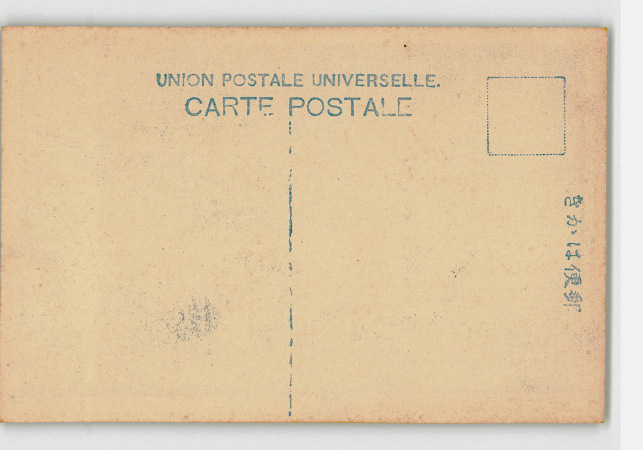 UNION POSTALE UNIVERSELLE.
CARTE POSTALE
きかは便郵